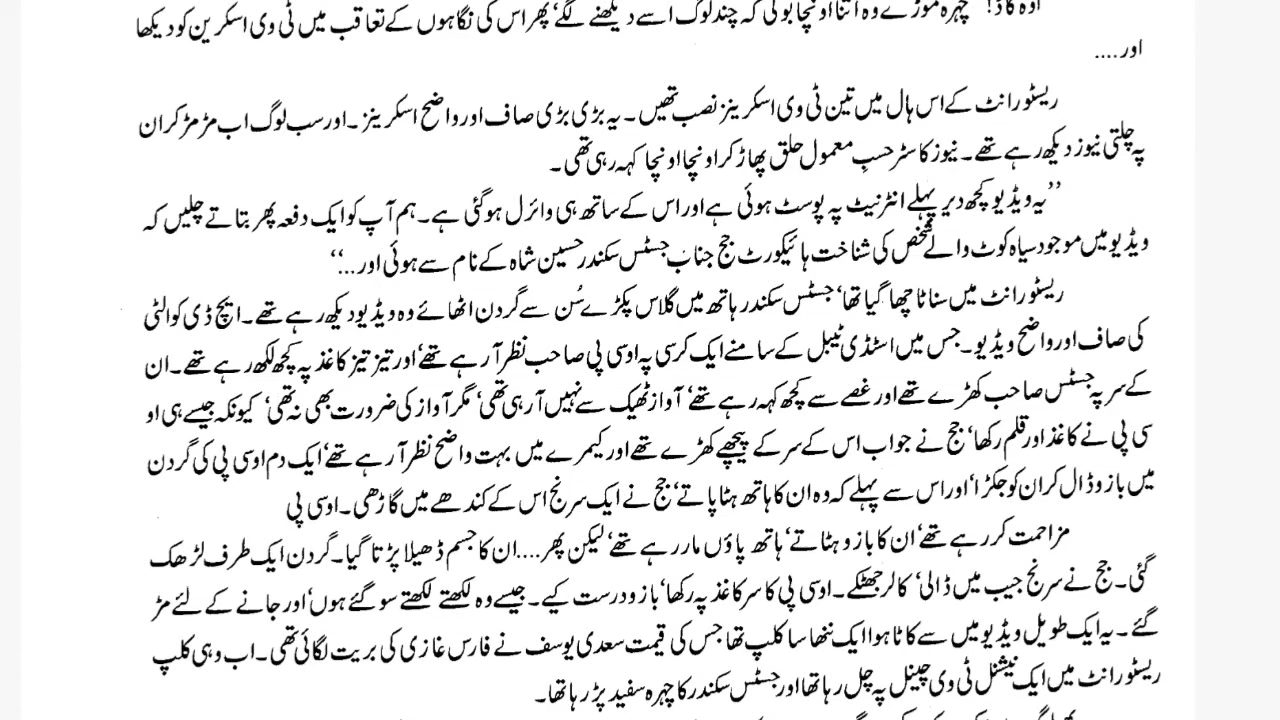 اوہ گاڈ! چہرہ موڑے وہ اتنا اونچا بولی کہ چند لوگ اسے دیکھنے لگے‘ پھر اس کی نگاہوں کے تعاقب میں ٹی وی اسکرین کو دیکھا
اور....
ریسٹورانٹ کے اس ہال میں تین ٹی وی اسکرینز نصب تھیں۔ یہ بڑی بڑی صاف اور واضح اسکرینز۔ اور سب لوگ اب مڑ مڑ کر ان
پہ چلتی نیوز دیکھ رہے تھے۔ نیوز کاسٹر حسبِ معمول حلق پھاڑ کر اونچا اونچا کہہ رہی تھی۔
’’یہ ویڈیو کچھ دیر پہلے انٹرنیٹ پہ پوسٹ ہوئی ہے اور اس کے ساتھ ہی وائرل ہو گئی ہے۔ ہم آپ کو ایک دفعہ پھر بتاتے چلیں کہ
ویڈیو میں موجود سیاہ کوٹ والے شخص کی شناخت ہائیکورٹ جج جناب جسٹس سکندر حسین شاہ کے نام سے ہوئی اور...‘‘
ریسٹورانٹ میں سناٹا چھا گیا تھا‘ جسٹس سکندر ہاتھ میں گلاس پکڑے سُن سے گردن اٹھائے وہ ویڈیو دیکھ رہے تھے۔ ایچ ڈی کوالٹی
کی صاف اور واضح ویڈیو۔ جس میں اسٹڈی ٹیبل کے سامنے ایک کرسی پہ اوسی پی صاحب نظر آ رہے تھے‘ اور تیز تیز کاغذ پہ کچھ لکھ رہے تھے۔ ان
کے سر پہ جسٹس صاحب کھڑے تھے اور غصے سے کچھ کہہ رہے تھے‘ آواز ٹھیک سے نہیں آ رہی تھی‘ مگر آواز کی ضرورت بھی نہ تھی‘ کیونکہ جیسے ہی او
سی پی نے کاغذ اور قلم رکھا‘ جج نے جو اب اس کے سر کے پیچھے کھڑے تھے اور کیمرے میں بہت واضح نظر آ رہے تھے‘ ایک دم اوسی پی کی گردن
میں بازو ڈال کر ان کو جکڑا‘ اور اس سے پہلے کہ وہ ان کا ہاتھ ہٹا پاتے‘ جج نے ایک سرنج اس کے کندھے میں گاڑھی۔ اوسی پی
مزاحمت کر رہے تھے‘ ان کا بازو ہٹاتے‘ ہاتھ پاؤں مار رہے تھے‘ لیکن پھر.... ان کا جسم ڈھیلا پڑتا گیا۔ گردن ایک طرف لڑھک
گئی۔ جج نے سرنج جیب میں ڈالی‘ کالر جھٹکے۔ اوسی پی کا سر کاغذ پہ رکھا‘ بازو درست کیے۔ جیسے وہ لکھتے لکھتے سو گئے ہوں‘ اور جانے کے لئے مڑ
گئے۔ یہ ایک طویل ویڈیو میں سے کاٹا ہوا ایک ننھا سا کلپ تھا جس کی قیمت سعدی یوسف نے فارس غازی کی بریت لگائی تھی۔ اب وہی کلپ
ریسٹورانٹ میں ایک نیشنل ٹی وی چینل پہ چل رہا تھا اور جسٹس سکندر کا چہرہ سفید پڑ رہا تھا۔